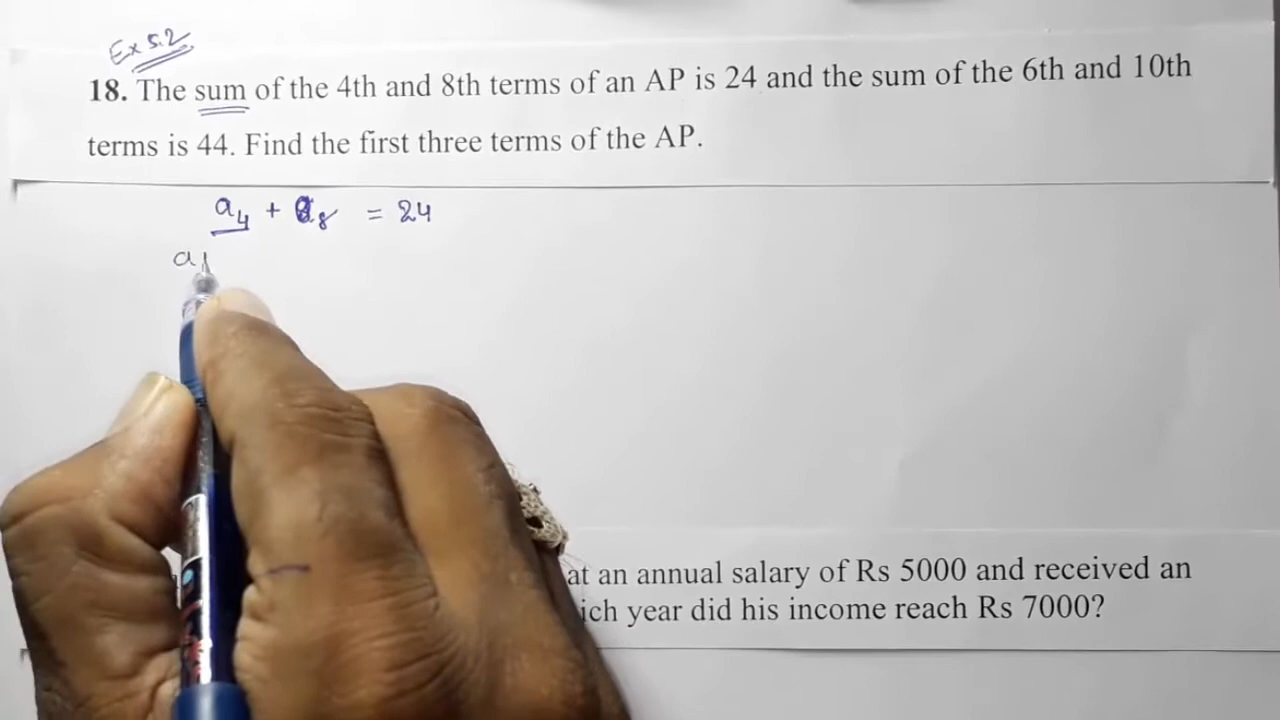 Ex 5.2
18. The sum of the 4th and 8th terms of an AP is 24 and the sum of the 6th and 10th
terms is 44. Find the first three terms of the AP.
a₄ + a₈ = 24
a
at an annual salary of Rs 5000 and received an
ich year did his income reach Rs 7000?